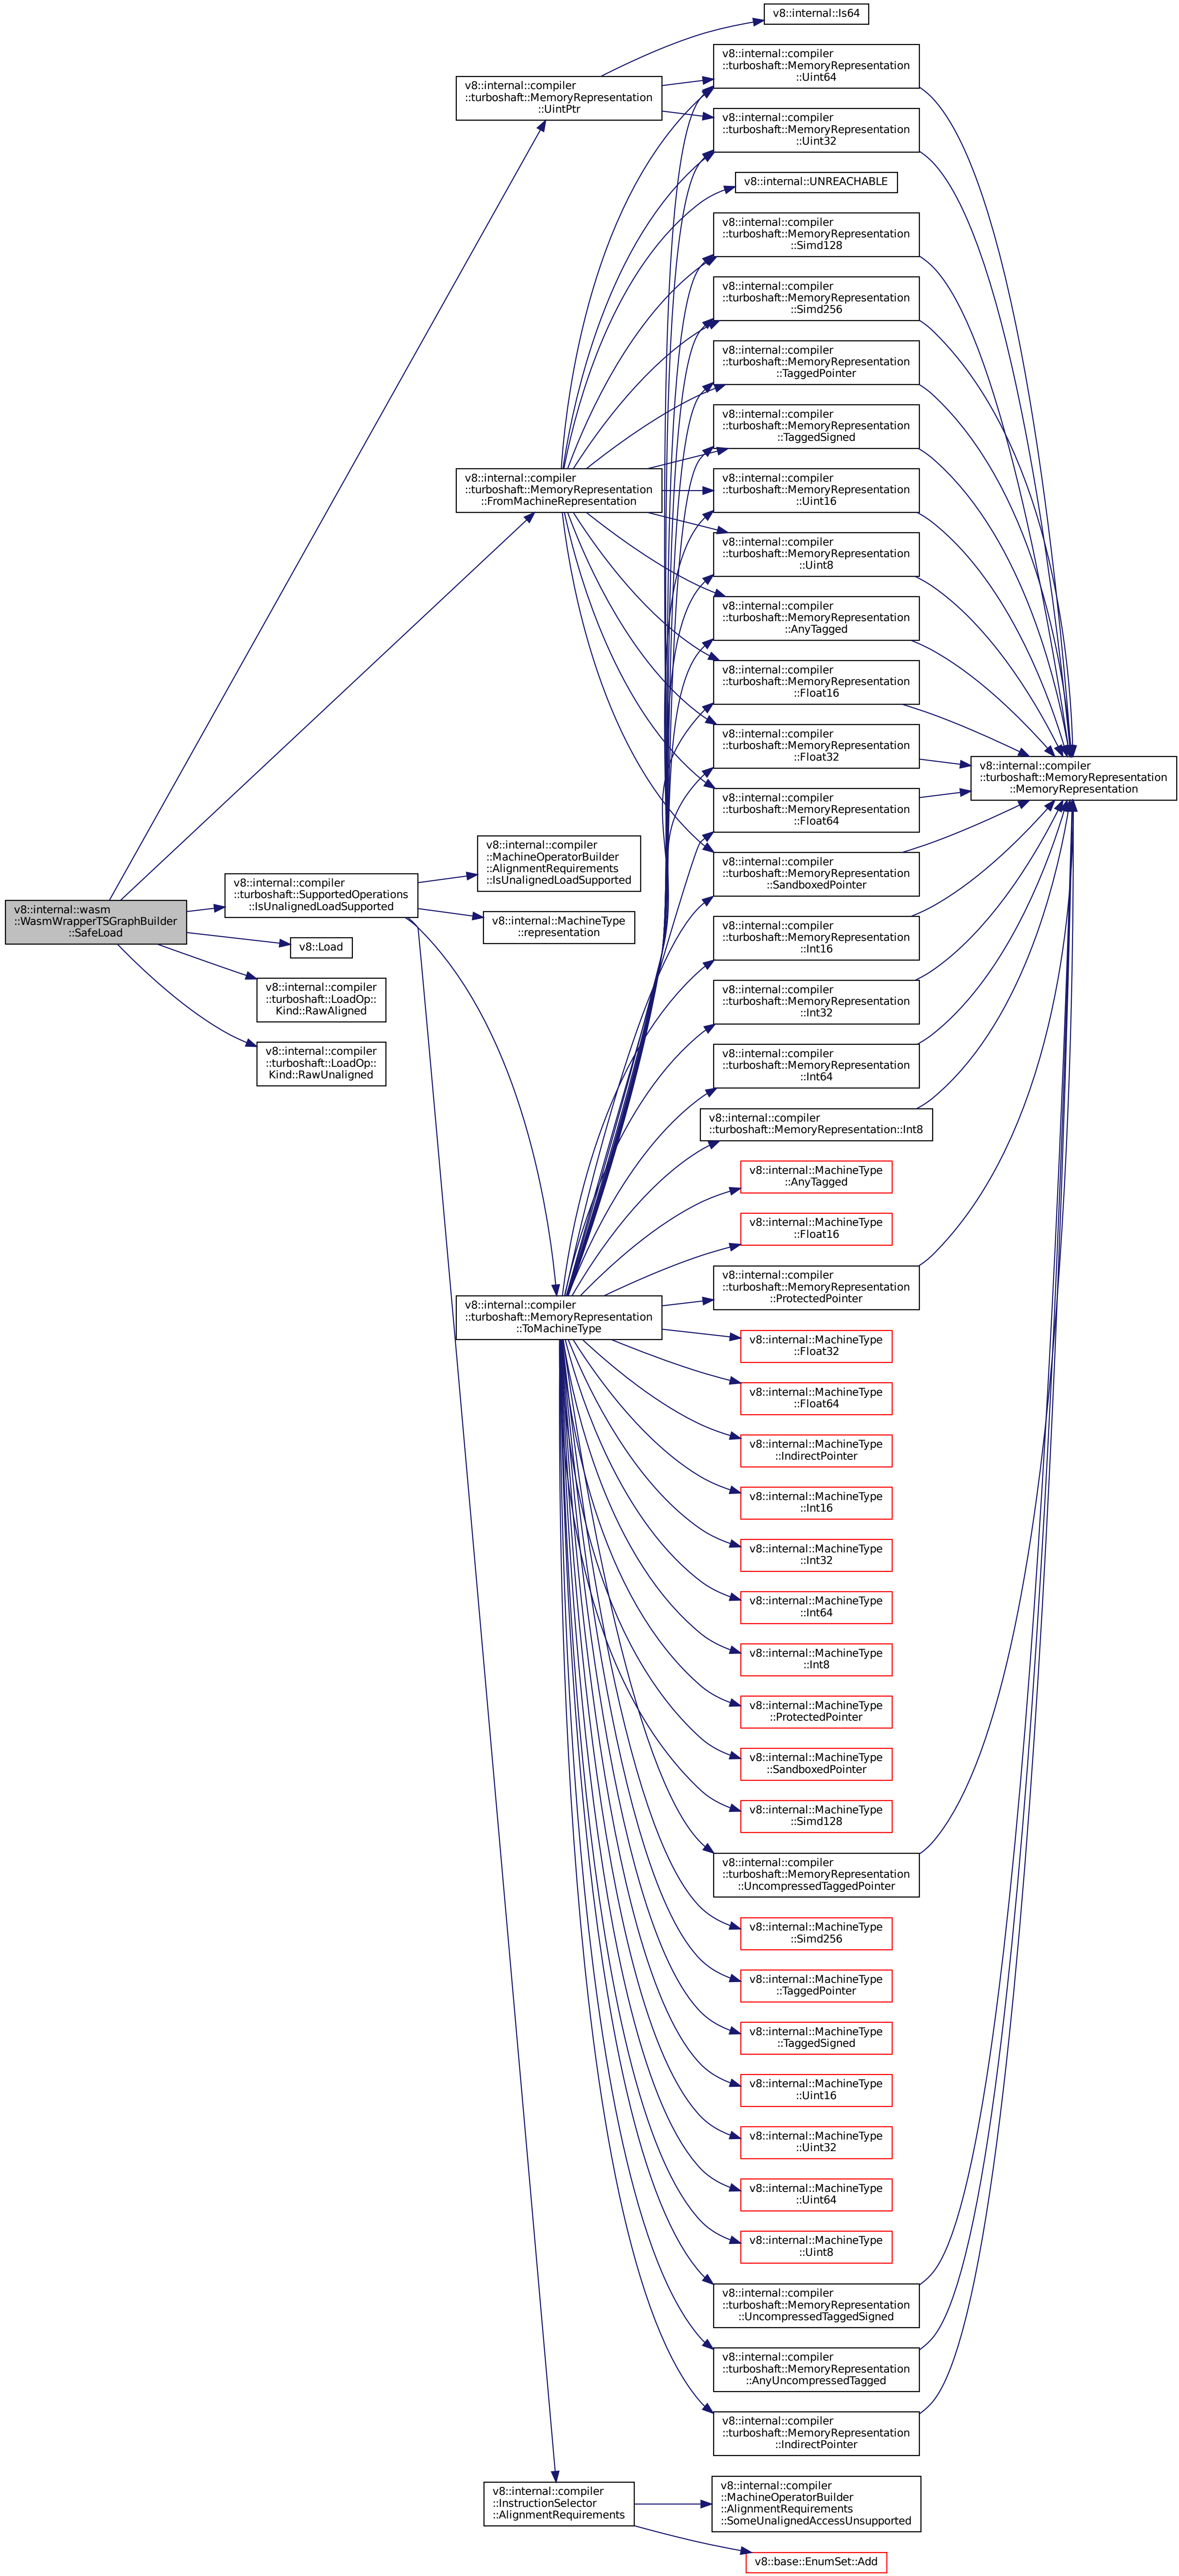 v8::internal::Is64
v8::internal::compiler
::turboshaft::MemoryRepresentation
::Uint64
v8::internal::compiler
::turboshaft::MemoryRepresentation
::UintPtr
v8::internal::compiler
::turboshaft::MemoryRepresentation
::Uint32
v8::internal::UNREACHABLE
v8::internal::compiler
::turboshaft::MemoryRepresentation
::Simd128
v8::internal::compiler
::turboshaft::MemoryRepresentation
::Simd256
v8::internal::compiler
::turboshaft::MemoryRepresentation
::TaggedPointer
v8::internal::compiler
::turboshaft::MemoryRepresentation
::TaggedSigned
v8::internal::compiler
::turboshaft::MemoryRepresentation
::FromMachineRepresentation
v8::internal::compiler
::turboshaft::MemoryRepresentation
::Uint16
v8::internal::compiler
::turboshaft::MemoryRepresentation
::Uint8
v8::internal::compiler
::turboshaft::MemoryRepresentation
::AnyTagged
v8::internal::compiler
::turboshaft::MemoryRepresentation
::Float16
v8::internal::compiler
::turboshaft::MemoryRepresentation
::Float32
v8::internal::compiler
::turboshaft::MemoryRepresentation
::MemoryRepresentation
v8::internal::compiler
::turboshaft::MemoryRepresentation
::Float64
v8::internal::compiler
::MachineOperatorBuilder
::AlignmentRequirements
::IsUnalignedLoadSupported
v8::internal::compiler
::turboshaft::MemoryRepresentation
::SandboxedPointer
v8::internal::compiler
::turboshaft::SupportedOperations
::IsUnalignedLoadSupported
v8::internal::wasm
::WasmWrapperTSGraphBuilder
::SafeLoad
v8::internal::MachineType
::representation
v8::internal::compiler
::turboshaft::MemoryRepresentation
::Int16
v8::Load
v8::internal::compiler
::turboshaft::LoadOp::
Kind::RawAligned
v8::internal::compiler
::turboshaft::MemoryRepresentation
::Int32
v8::internal::compiler
::turboshaft::LoadOp::
Kind::RawUnaligned
v8::internal::compiler
::turboshaft::MemoryRepresentation
::Int64
v8::internal::compiler
::turboshaft::MemoryRepresentation::Int8
v8::internal::MachineType
::AnyTagged
v8::internal::MachineType
::Float16
v8::internal::compiler
::turboshaft::MemoryRepresentation
::ProtectedPointer
v8::internal::compiler
::turboshaft::MemoryRepresentation
::ToMachineType
v8::internal::MachineType
::Float32
v8::internal::MachineType
::Float64
v8::internal::MachineType
::IndirectPointer
v8::internal::MachineType
::Int16
v8::internal::MachineType
::Int32
v8::internal::MachineType
::Int64
v8::internal::MachineType
::Int8
v8::internal::MachineType
::ProtectedPointer
v8::internal::MachineType
::SandboxedPointer
v8::internal::MachineType
::Simd128
v8::internal::compiler
::turboshaft::MemoryRepresentation
::UncompressedTaggedPointer
v8::internal::MachineType
::Simd256
v8::internal::MachineType
::TaggedPointer
v8::internal::MachineType
::TaggedSigned
v8::internal::MachineType
::Uint16
v8::internal::MachineType
::Uint32
v8::internal::MachineType
::Uint64
v8::internal::MachineType
::Uint8
v8::internal::compiler
::turboshaft::MemoryRepresentation
::UncompressedTaggedSigned
v8::internal::compiler
::turboshaft::MemoryRepresentation
::AnyUncompressedTagged
v8::internal::compiler
::turboshaft::MemoryRepresentation
::IndirectPointer
v8::internal::compiler
::InstructionSelector
::AlignmentRequirements
v8::internal::compiler
::MachineOperatorBuilder
::AlignmentRequirements
::SomeUnalignedAccessUnsupported
v8::base::EnumSet::Add